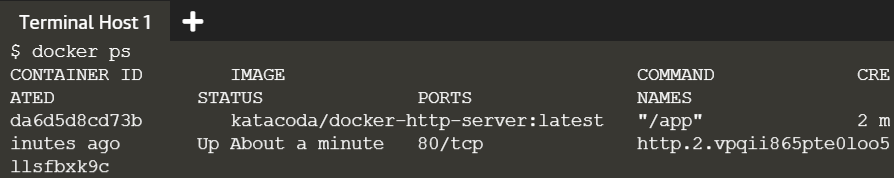 Terminal Host 1 +
$ docker ps
CONTAINER ID        IMAGE                                COMMAND             CRE
ATED             STATUS              PORTS               NAMES
da6d5d8cd73b        katacoda/docker-http-server:latest   "/app"              2 m
inutes ago       Up About a minute   80/tcp              http.2.vpqii865pte0loo5
llsfbxk9c